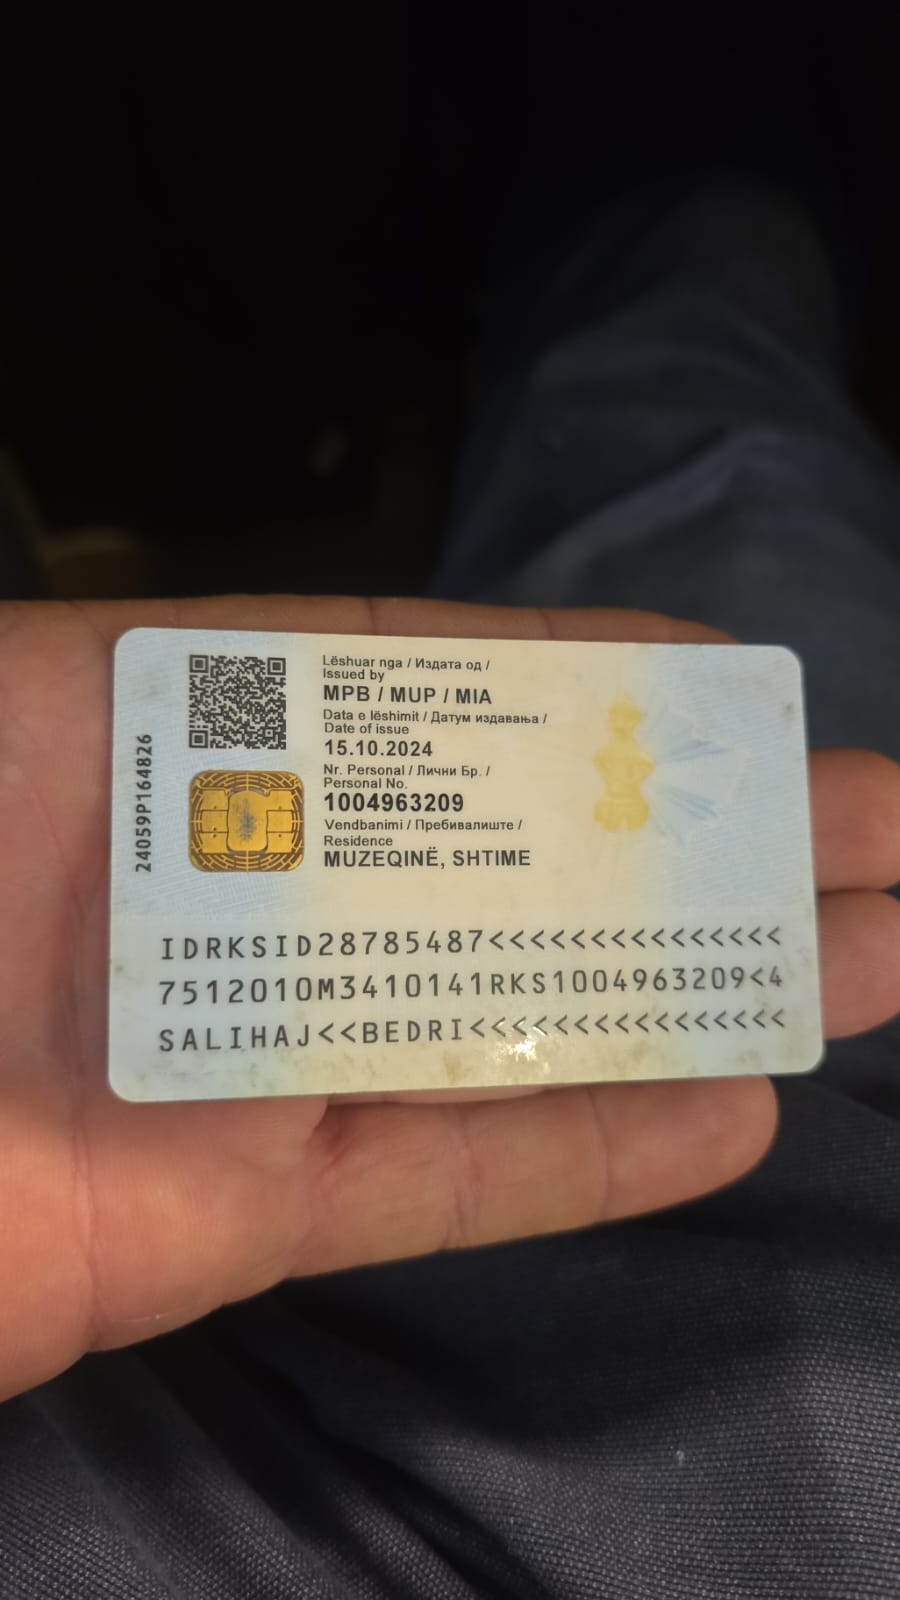 24059P164826
Lëshuar nga / Издата од /
Issued by
MPB / MUP / MIA
Data e lëshimit / Датум издавања /
Date of issue
15.10.2024
Nr. Personal / Лични Бр. /
Personal No.
1004963209
Vendbanimi / Пребивалиште /
Residence
MUZEQINË, SHTIME
IDRKSID28785487<<<<<<<<<<<<<<<
7512010M3410141RKS1004963209<4
SALIHAJ<<BEDRI<<<<<<<<<<<<<<<<